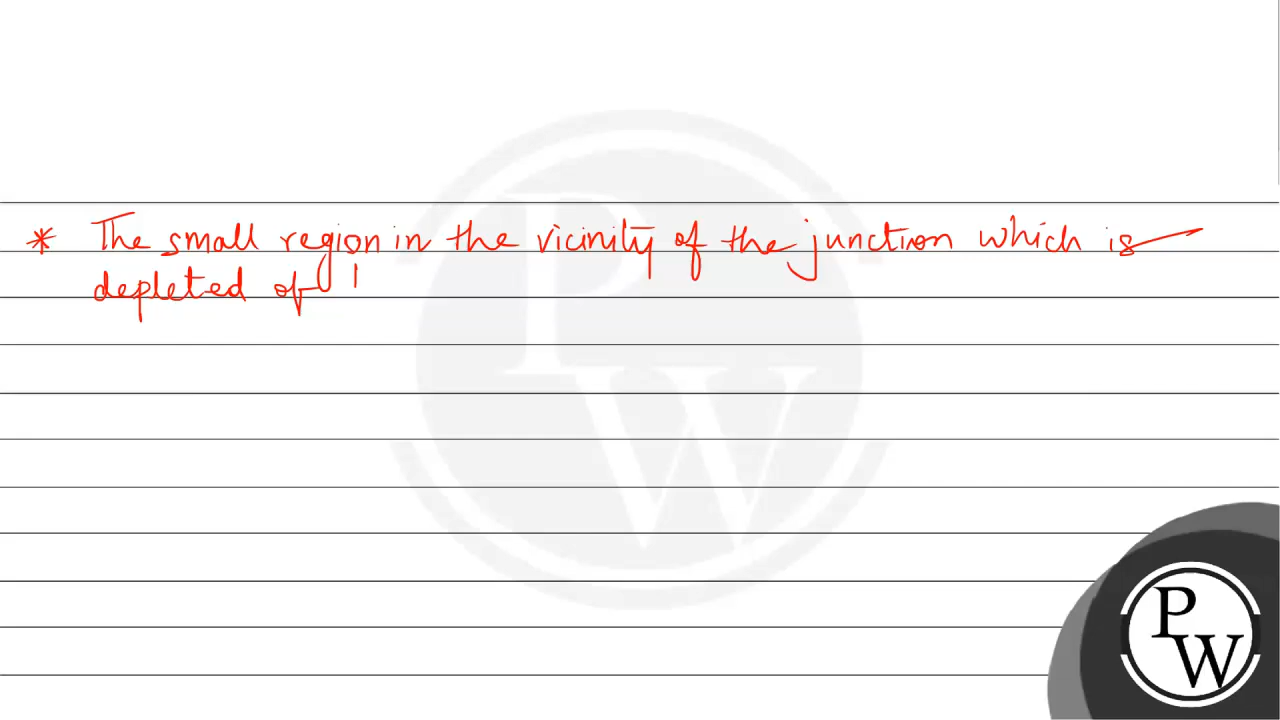 * The small region in the vicinity of the junction which is
depleted of
P
W
P
W